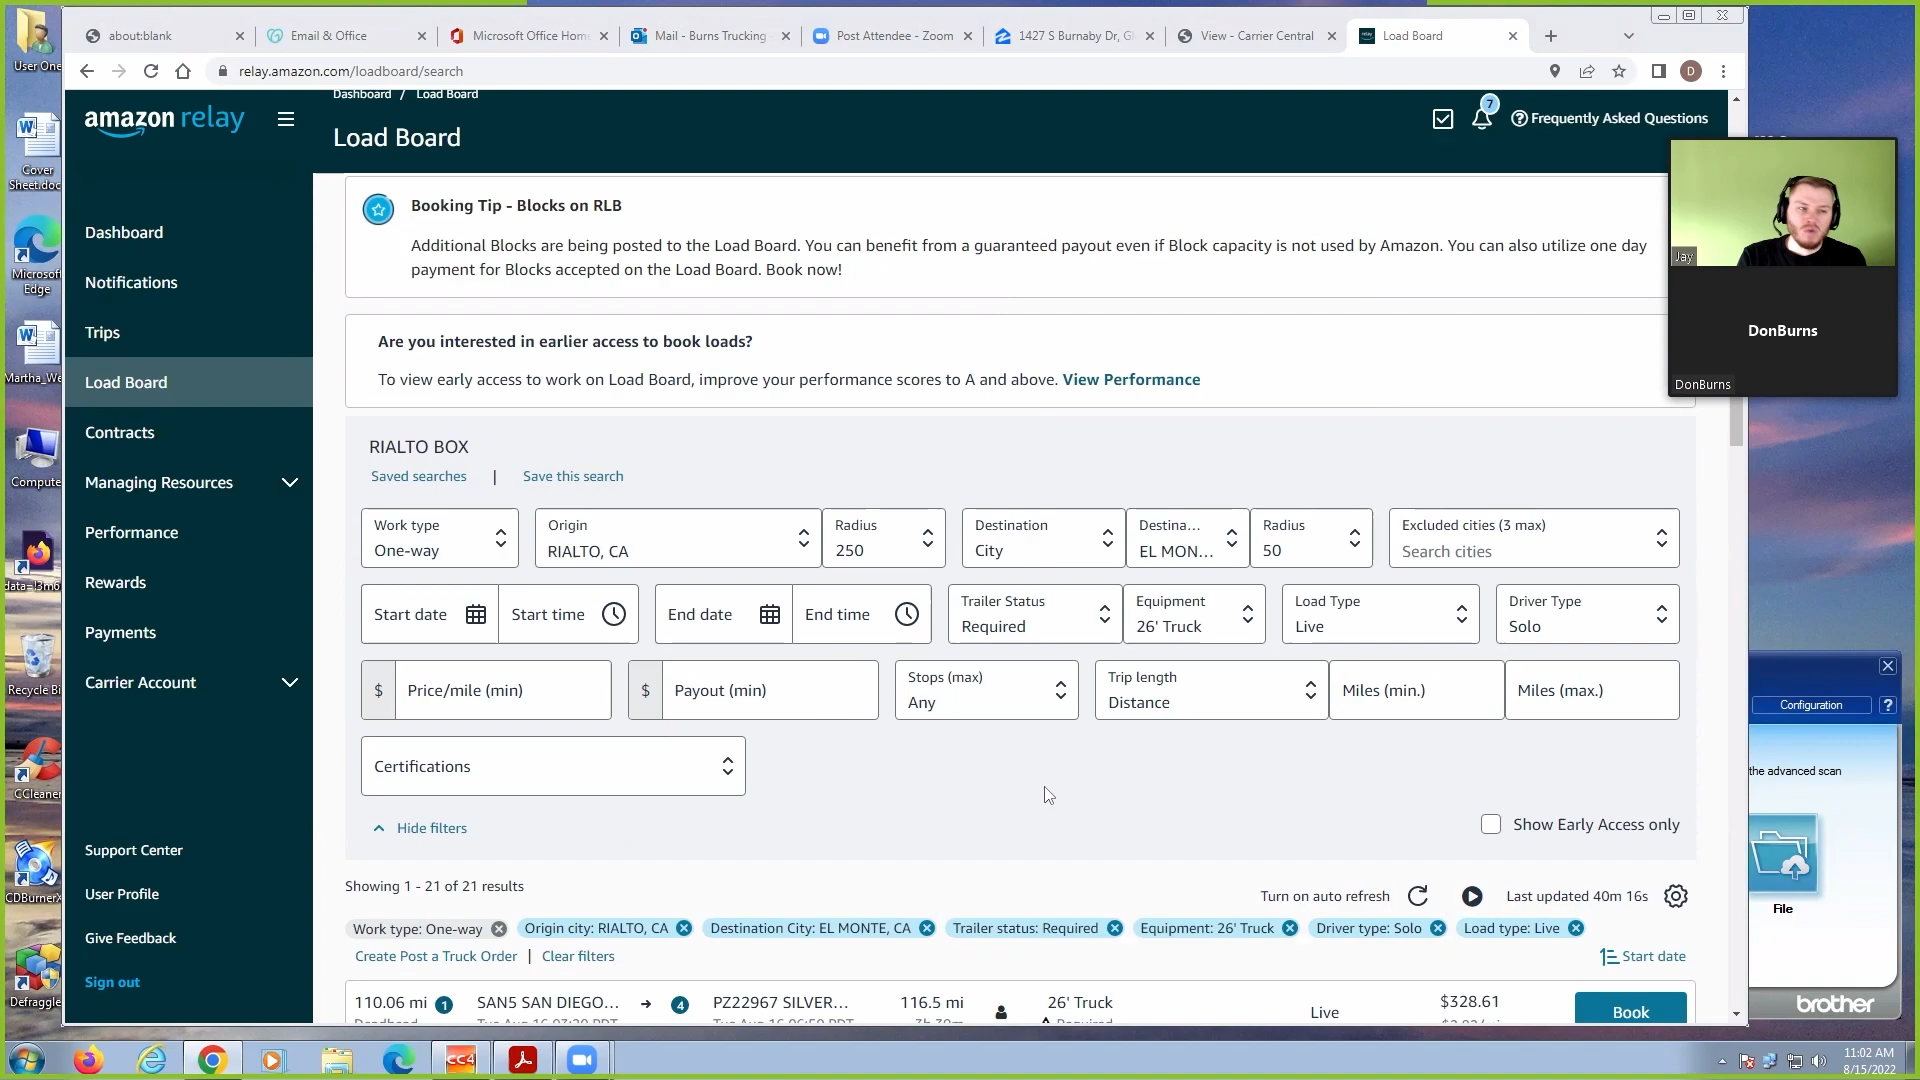 User One
about:blank
Email & Office
Microsoft Office Home
Mail - Burns Trucking
Post Attendee - Zoom
1427 S Burnaby Dr, Gl
View - Carrier Central
Load Board
relay.amazon.com/loadboard/search
D
amazon relay
Dashboard / Load Board
Load Board
7
Frequently Asked Questions
Cover
Sheet.doc
Microsoft
Edge
Martha_We
Compute
Recycle Bi
CCleaner
CDBurnerX
Defraggle
Dashboard
Notifications
Trips
Load Board
Contracts
Managing Resources
Performance
Rewards
Payments
Carrier Account
Support Center
User Profile
Give Feedback
Sign out
Booking Tip - Blocks on RLB
Additional Blocks are being posted to the Load Board. You can benefit from a guaranteed payout even if Block capacity is not used by Amazon. You can also utilize one day
payment for Blocks accepted on the Load Board. Book now!
Are you interested in earlier access to book loads?
To view early access to work on Load Board, improve your performance scores to A and above. View Performance
Jay
DonBurns
DonBurns
RIALTO BOX
Saved searches | Save this search
Work type
One-way
Origin
RIALTO, CA
Radius
250
Destination
City
Destina...
EL MON...
Radius
50
Excluded cities (3 max)
Search cities
Start date
Start time
End date
End time
Trailer Status
Required
Equipment
26' Truck
Load Type
Live
Driver Type
Solo
$ Price/mile (min)
$ Payout (min)
Stops (max)
Any
Trip length
Distance
Miles (min.)
Miles (max.)
Certifications
Hide filters
Show Early Access only
Showing 1 - 21 of 21 results
Turn on auto refresh
Last updated 40m 16s
Work type: One-way
Origin city: RIALTO, CA
Destination City: EL MONTE, CA
Trailer status: Required
Equipment: 26' Truck
Driver type: Solo
Load type: Live
Create Post a Truck Order | Clear filters
Start date
110.06 mi 1 SAN5 SAN DIEGO... 4 PZ22967 SILVER... 116.5 mi 26' Truck Live $328.61 Book
Configuration
?
the advanced scan
File
brother
CC4
11:02 AM
8/15/2022